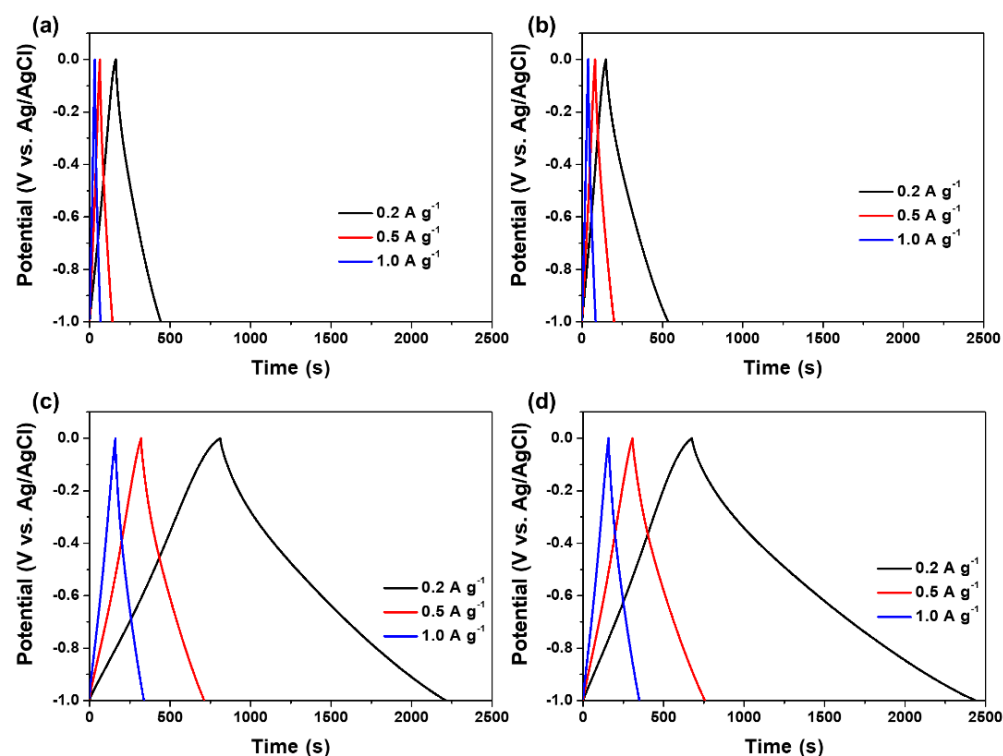 (a)
Potential (V vs. Ag/AgCl)
0.0
-0.2
-0.4
-0.6
-0.8
-1.0
0.2 A g⁻¹
0.5 A g⁻¹
1.0 A g⁻¹
0 500 1000 1500 2000 2500
Time (s)
(b)
Potential (V vs. Ag/AgCl)
0.0
-0.2
-0.4
-0.6
-0.8
-1.0
0.2 A g⁻¹
0.5 A g⁻¹
1.0 A g⁻¹
0 500 1000 1500 2000 2500
Time (s)
(c)
Potential (V vs. Ag/AgCl)
0.0
-0.2
-0.4
-0.6
-0.8
-1.0
0.2 A g⁻¹
0.5 A g⁻¹
1.0 A g⁻¹
0 500 1000 1500 2000 2500
Time (s)
(d)
Potential (V vs. Ag/AgCl)
0.0
-0.2
-0.4
-0.6
-0.8
-1.0
0.2 A g⁻¹
0.5 A g⁻¹
1.0 A g⁻¹
0 500 1000 1500 2000 2500
Time (s)